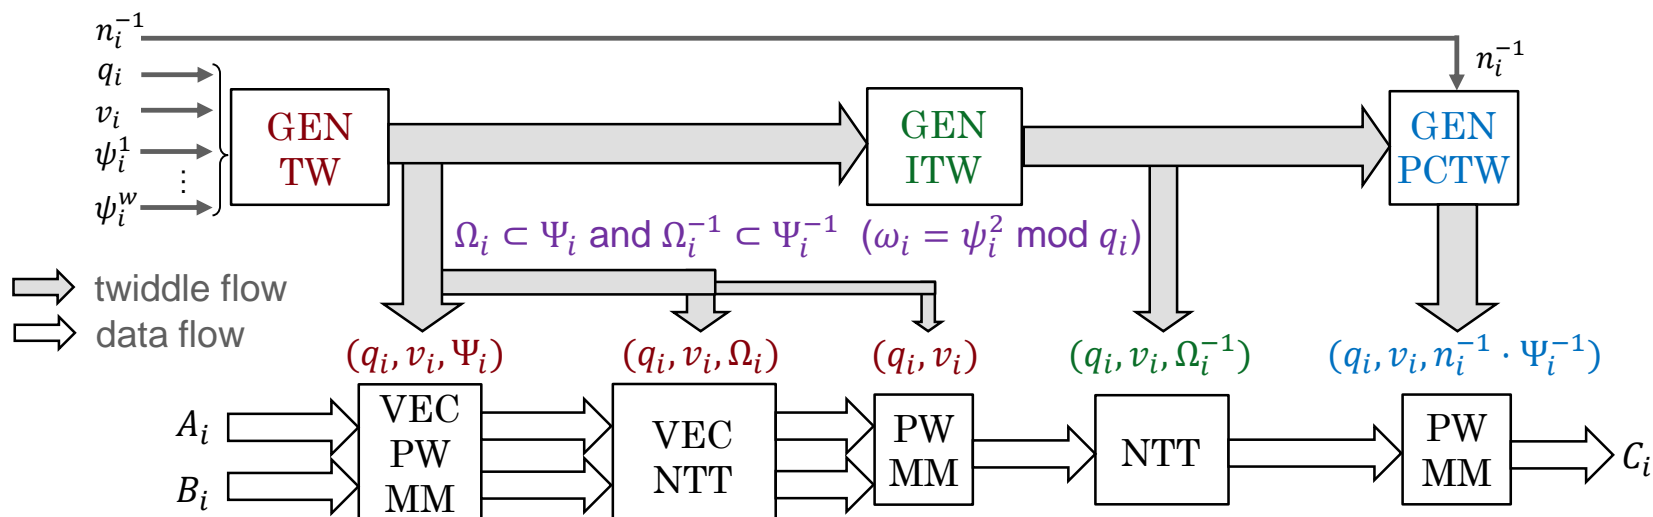 n_i^{-1}
q_i
v_i
ψ_i^1
⋮
ψ_i^w
GEN
TW
GEN
ITW
n_i^{-1}
GEN
PCTW
Ω_i ⊂ Ψ_i and Ω_i^{-1} ⊂ Ψ_i^{-1} (ω_i = ψ_i^2 mod q_i)
twiddle flow
data flow
(q_i, v_i, Ψ_i)
(q_i, v_i, Ω_i)
(q_i, v_i)
(q_i, v_i, Ω_i^{-1})
(q_i, v_i, n_i^{-1} · Ψ_i^{-1})
A_i
B_i
VEC
PW
MM
VEC
NTT
PW
MM
NTT
PW
MM
C_i